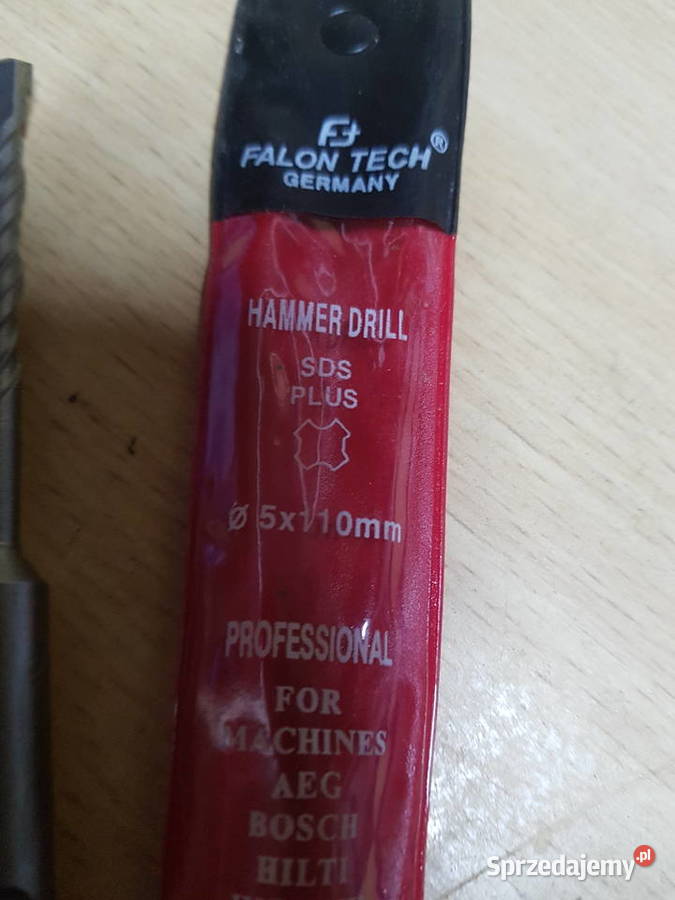 FALON TECH®
GERMANY
HAMMER DRILL
SDS
PLUS
Ø 5x110mm
PROFESSIONAL
FOR
MACHINES
AEG
BOSCH
HILTI
Sprzedajemy.pl